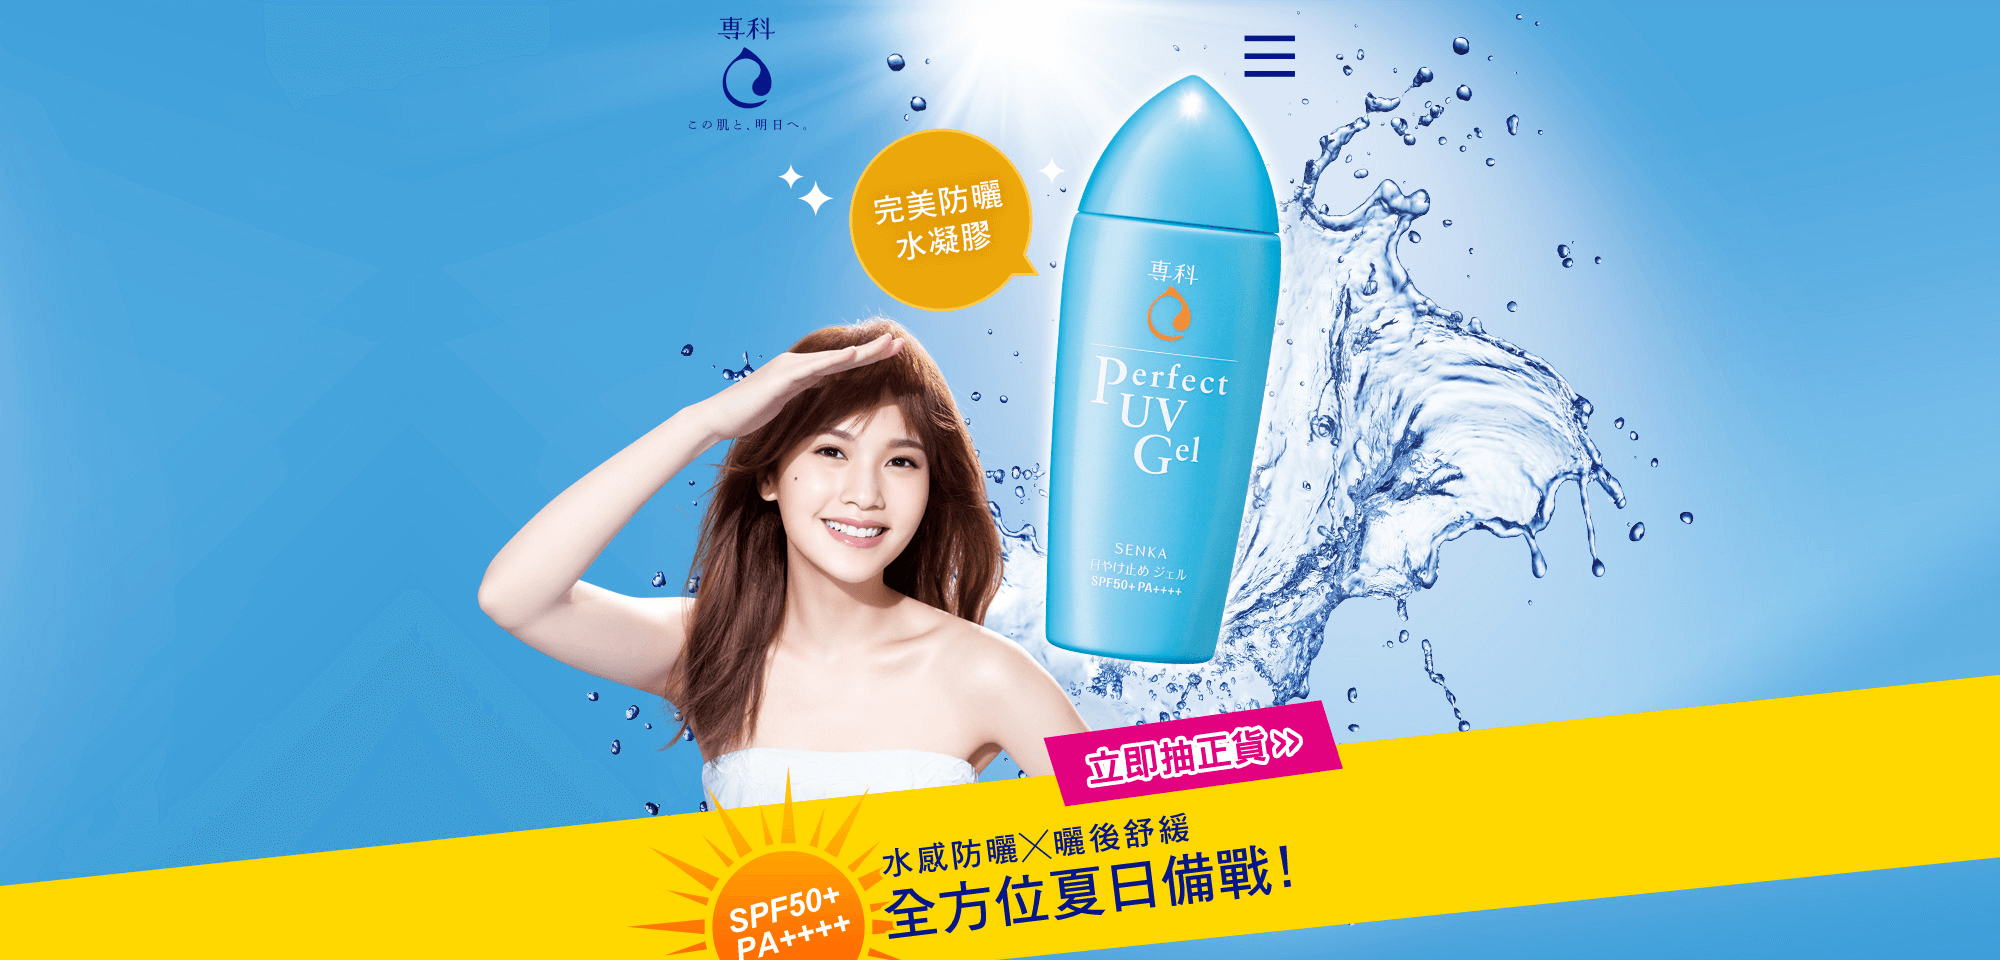 専科
この肌と、明日へ。
完美防曬
水凝膠
専科
Perfect
UV
Gel
SENKA
日やけ止め ジェル
SPF50+ PA++++
立即抽正貨>>
水感防曬╳曬後舒緩
全方位夏日備戰!
SPF50+
PA++++